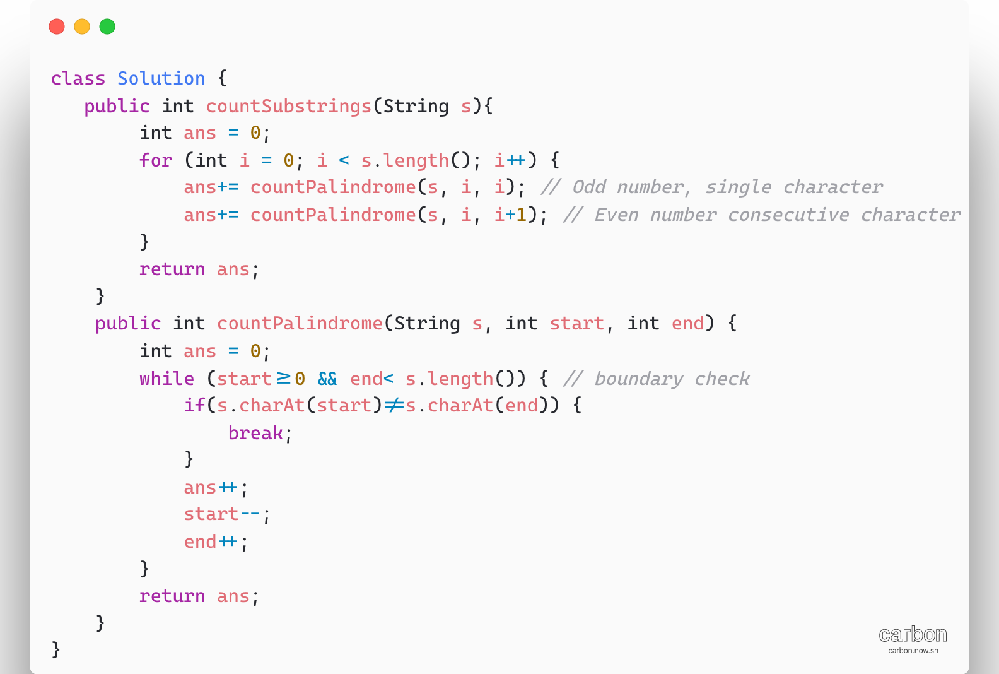 class Solution {
   public int countSubstrings(String s){
        int ans = 0;
        for (int i = 0; i < s.length(); i++) {
            ans+= countPalindrome(s, i, i); // Odd number, single character
            ans+= countPalindrome(s, i, i+1); // Even number consecutive character
        }
        return ans;
    }
    public int countPalindrome(String s, int start, int end) {
        int ans = 0;
        while (start>=0 && end< s.length()) { // boundary check
            if(s.charAt(start)!=s.charAt(end)) {
                break;
            }
            ans++;
            start--;
            end++;
        }
        return ans;
    }
}
carbon
carbon.now.sh